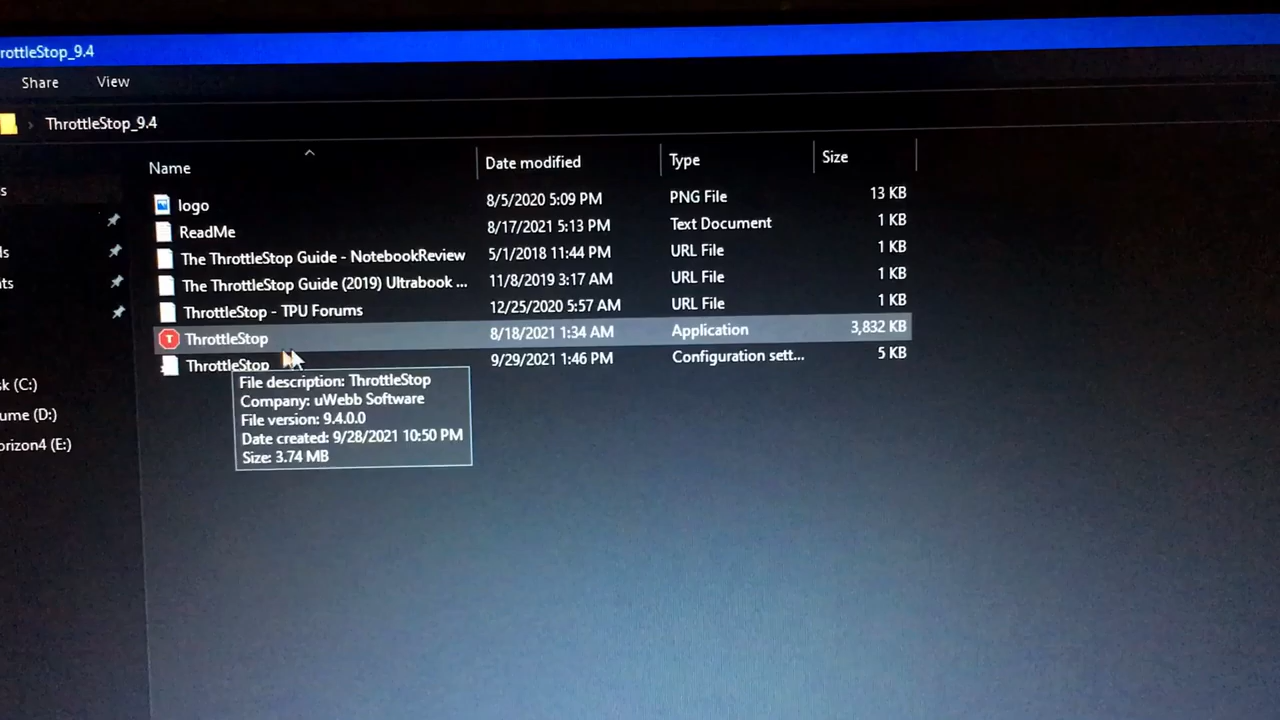 rottleStop_9.4
Share View
ThrottleStop_9.4
Name Date modified Type Size
logo 8/5/2020 5:09 PM PNG File 13 KB
ReadMe 8/17/2021 5:13 PM Text Document 1 KB
The ThrottleStop Guide - NotebookReview 5/1/2018 11:44 PM URL File 1 KB
The ThrottleStop Guide (2019) Ultrabook ... 11/8/2019 3:17 AM URL File 1 KB
ThrottleStop - TPU Forums 12/25/2020 5:57 AM URL File 1 KB
ThrottleStop 8/18/2021 1:34 AM Application 3,832 KB
ThrottleStop 9/29/2021 1:46 PM Configuration sett... 5 KB
File description: ThrottleStop
Company: uWebb Software
File version: 9.4.0.0
Date created: 9/28/2021 10:50 PM
Size: 3.74 MB
s
ls
ts
k (C:)
ume (D:)
orizon4 (E:)